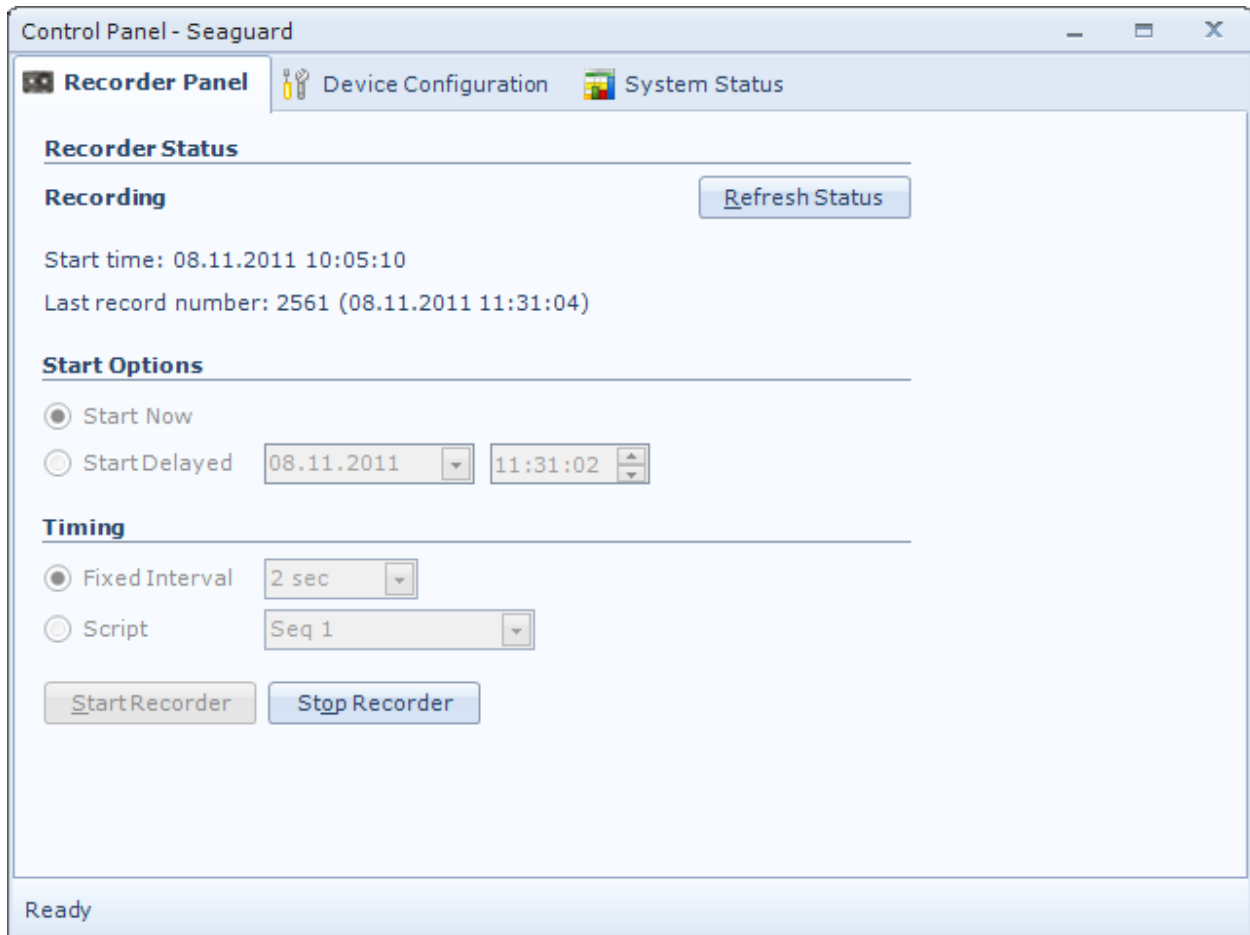 Control Panel - Seaguard
Recorder Panel Device Configuration System Status
Recorder Status
Recording Refresh Status
Start time: 08.11.2011 10:05:10
Last record number: 2561 (08.11.2011 11:31:04)
Start Options
Start Now
Start Delayed 08.11.2011 11:31:02
Timing
Fixed Interval 2 sec
Script Seq 1
Start Recorder Stop Recorder
Ready